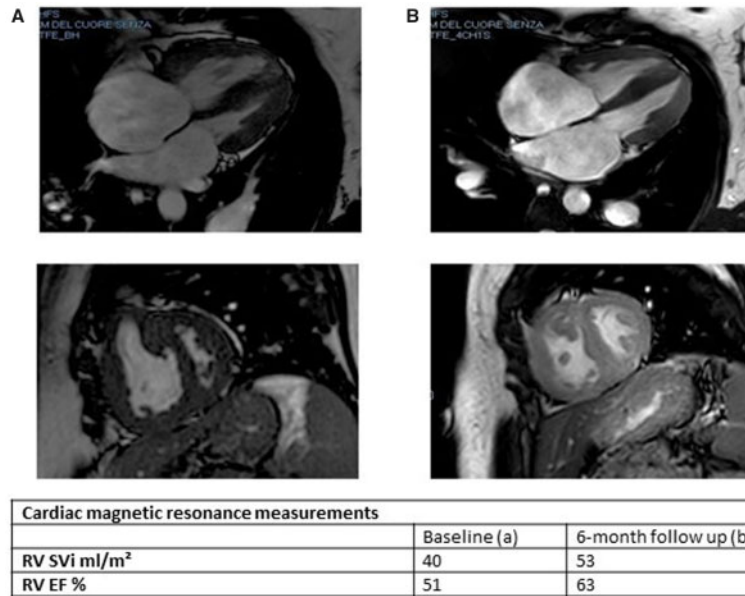 A
HFS
M DEL CUORE SENZA
TFE_BH
B
HFS
M DEL CUORE SENZA
TFE_4CH1S
Cardiac magnetic resonance measurements
Baseline (a) 6-month follow up (b
RV SVi ml/m² 40 53
RV EF % 51 63